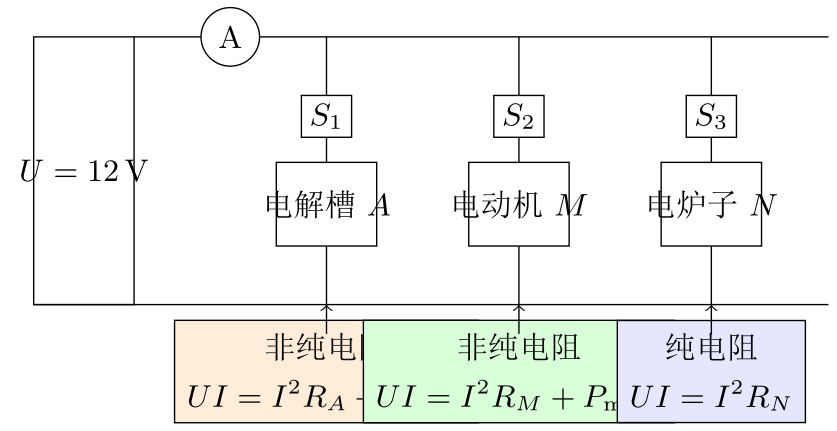 A
S₁
S₂
S₃
U = 12 V
电解槽 A
电动机 M
电炉子 N
非纯电
非纯电阻
纯电阻
UI = I²R_A -
UI = I²R_M + P_m
UI = I²R_N